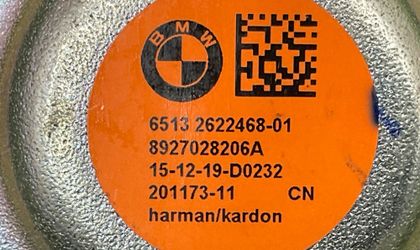 BMW
6513 2622468-01
8927028206A
15-12-19-D0232
201173-11 CN
harman/kardon